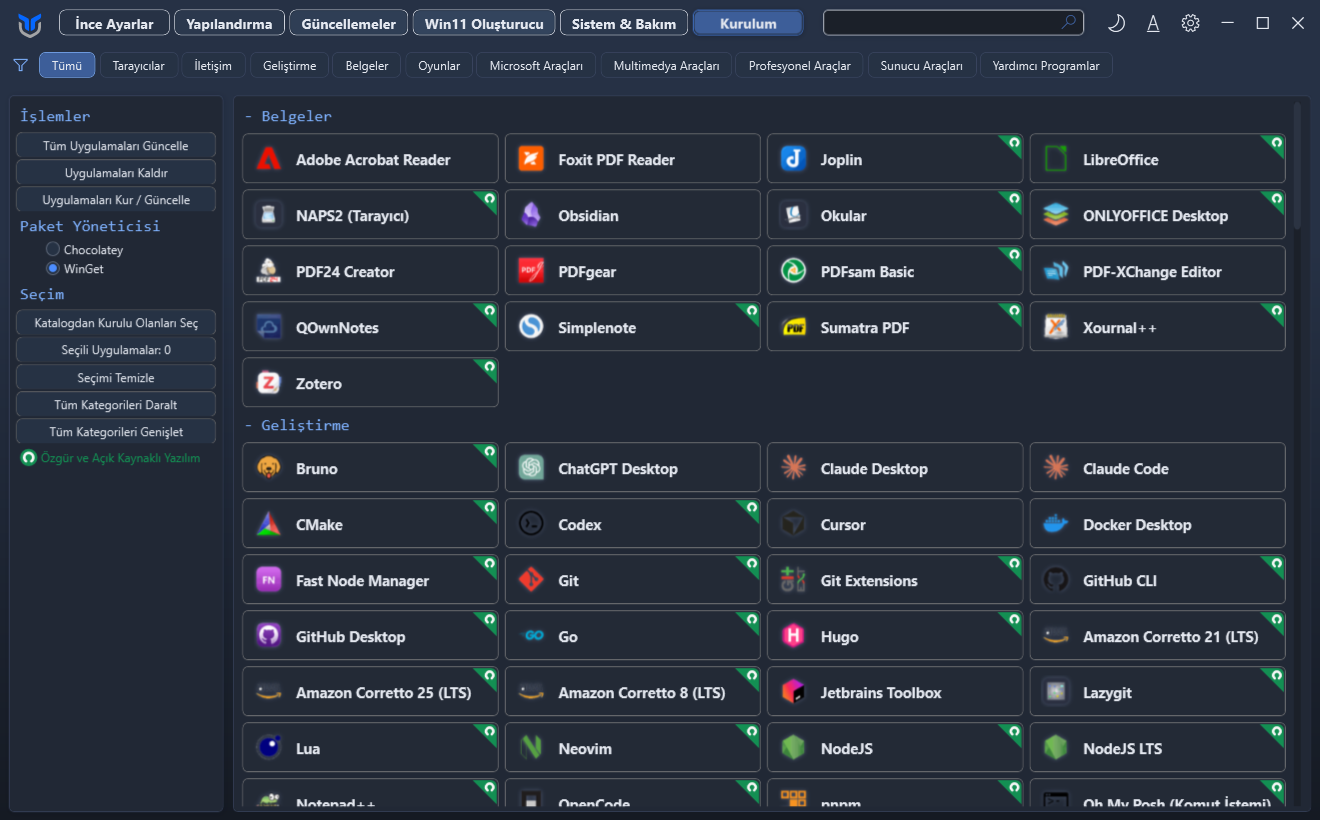 İnce Ayarlar
Yapılandırma
Güncellemeler
Win11 Oluşturucu
Sistem & Bakım
Kurulum
Tümü
Tarayıcılar
İletişim
Geliştirme
Belgeler
Oyunlar
Microsoft Araçları
Multimedya Araçları
Profesyonel Araçlar
Sunucu Araçları
Yardımcı Programlar
İşlemler
Tüm Uygulamaları Güncelle
Uygulamaları Kaldır
Uygulamaları Kur / Güncelle
Paket Yöneticisi
Chocolatey
WinGet
Seçim
Katalogdan Kurulu Olanları Seç
Seçili Uygulamalar: 0
Seçimi Temizle
Tüm Kategorileri Daralt
Tüm Kategorileri Genişlet
Özgür ve Açık Kaynaklı Yazılım
- Belgeler
Adobe Acrobat Reader
Foxit PDF Reader
Joplin
LibreOffice
NAPS2 (Tarayıcı)
Obsidian
Okular
ONLYOFFICE Desktop
PDF24 Creator
PDFgear
PDFsam Basic
PDF-XChange Editor
QOwnNotes
Simplenote
Sumatra PDF
Xournal++
Zotero
- Geliştirme
Bruno
ChatGPT Desktop
Claude Desktop
Claude Code
CMake
Codex
Cursor
Docker Desktop
Fast Node Manager
Git
Git Extensions
GitHub CLI
GitHub Desktop
Go
Hugo
Amazon Corretto 21 (LTS)
Amazon Corretto 25 (LTS)
Amazon Corretto 8 (LTS)
Jetbrains Toolbox
Lazygit
Lua
Neovim
NodeJS
NodeJS LTS
Notepad++
OpenCode
pnpm
Oh My Posh (Komut İstemi)